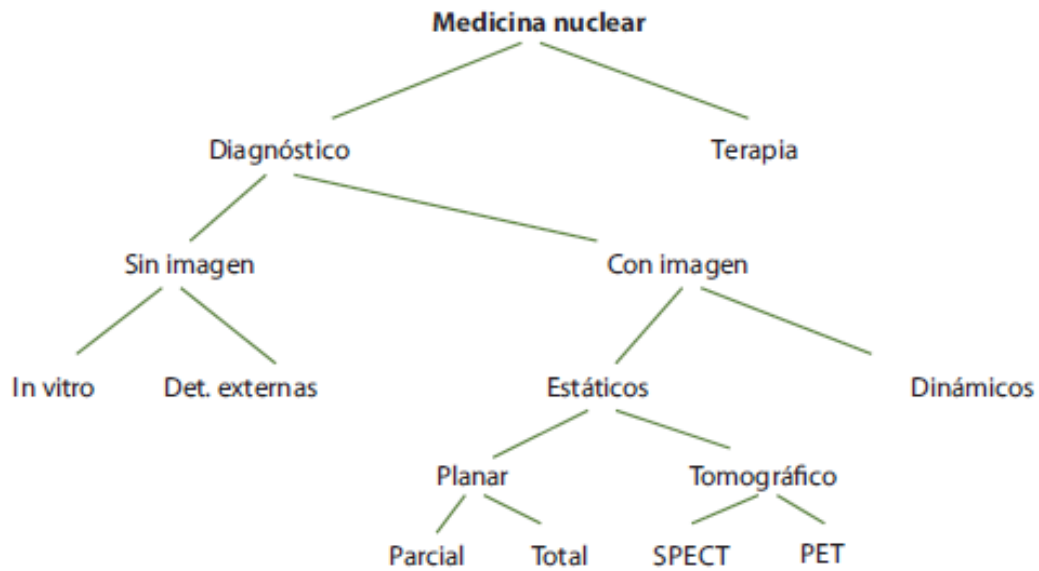 Medicina nuclear
Diagnóstico Terapia
Sin imagen Con imagen
In vitro Det. externas Estáticos Dinámicos
Planar Tomográfico
Parcial Total SPECT PET